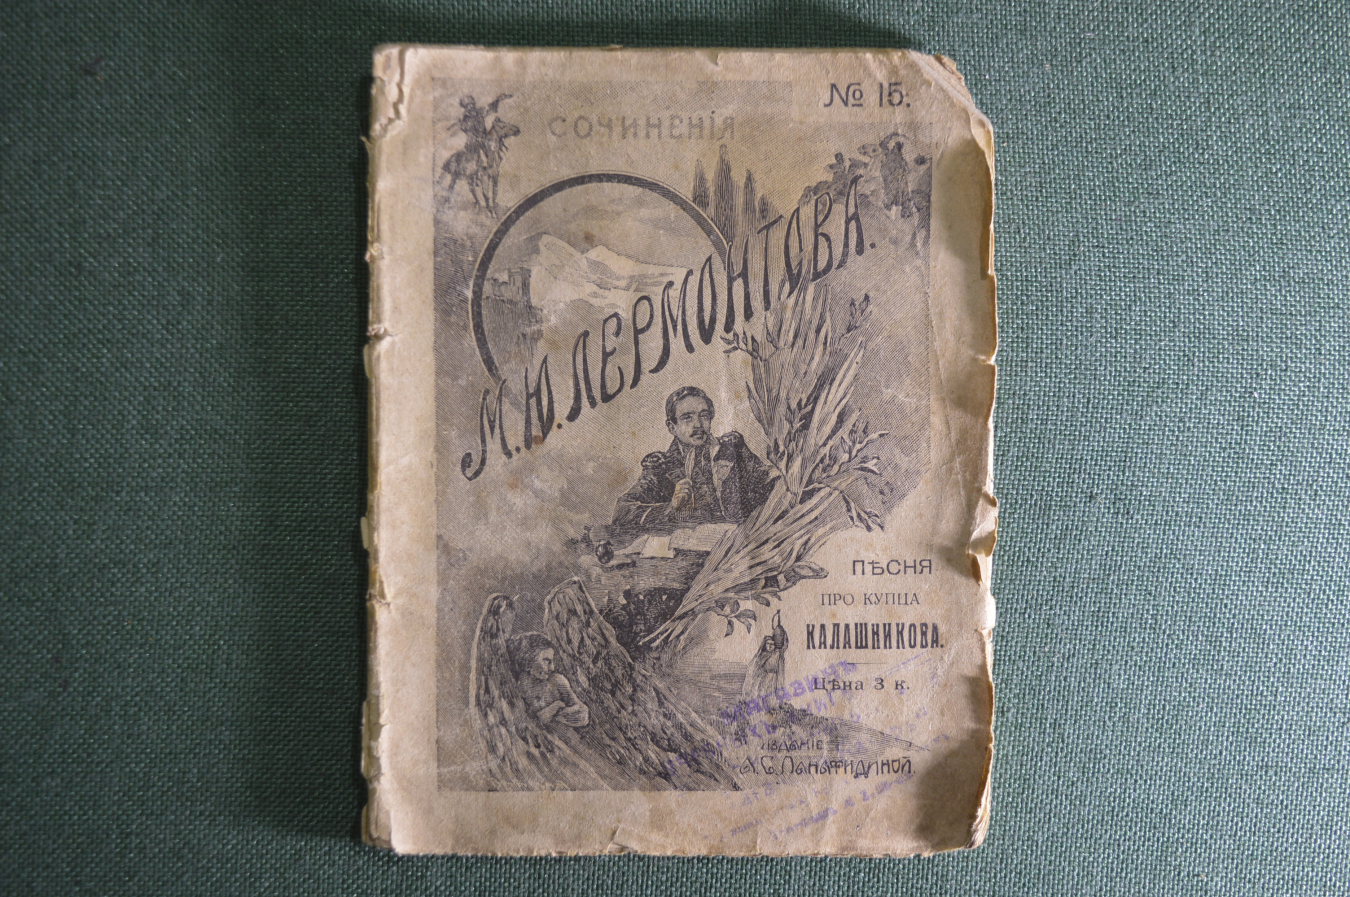 № 15.
СОЧИНЕНІЯ
М.Ю. ЛЕРМОНТОВА.
ПѢСНЯ
ПРО КУПЦА
КАЛАШНИКОВА.
Цѣна 3 к.
ИЗДАНІЕ
А.С. ПАНАФИДИНОЙ.